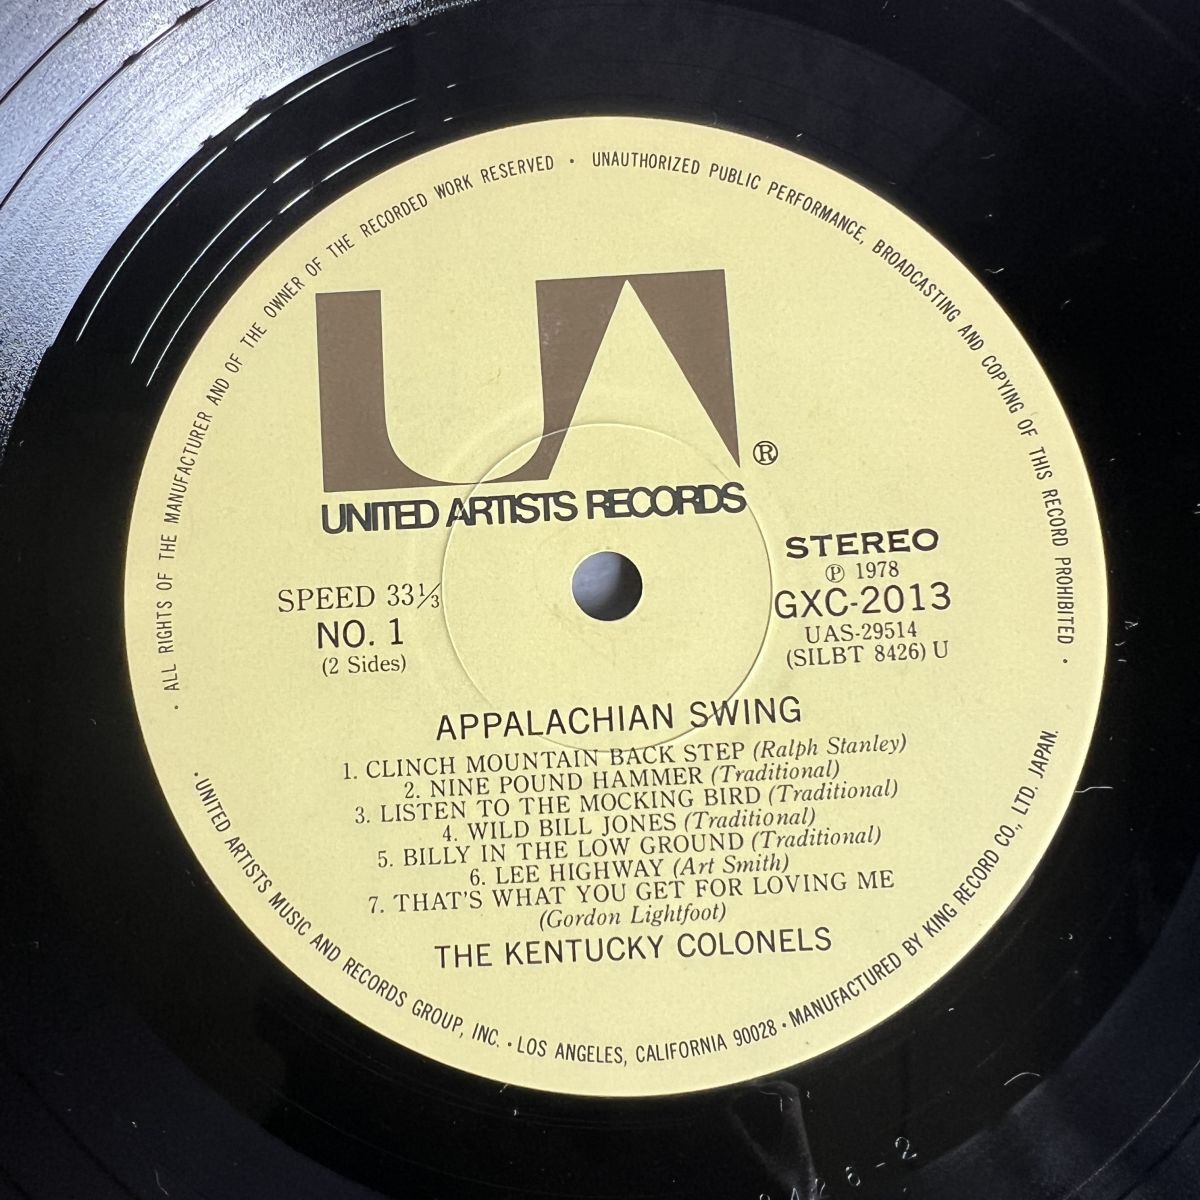 · ALL RIGHTS OF THE MANUFACTURER AND OF THE OWNER OF THE RECORDED WORK RESERVED · UNAUTHORIZED PUBLIC PERFORMANCE, BROADCASTING AND COPYING OF THIS RECORD PROHIBITED ·
UA ®
UNITED ARTISTS RECORDS
SPEED 33⅓
NO. 1
(2 Sides)
STEREO
Ⓟ 1978
GXC-2013
UAS-29514
(SILBT 8426) U
APPALACHIAN SWING
1. CLINCH MOUNTAIN BACK STEP (Ralph Stanley)
2. NINE POUND HAMMER (Traditional)
3. LISTEN TO THE MOCKING BIRD (Traditional)
4. WILD BILL JONES (Traditional)
5. BILLY IN THE LOW GROUND (Traditional)
6. LEE HIGHWAY (Art Smith)
7. THAT'S WHAT YOU GET FOR LOVING ME
(Gordon Lightfoot)
THE KENTUCKY COLONELS
· UNITED ARTISTS MUSIC AND RECORDS GROUP, INC. · LOS ANGELES, CALIFORNIA 90028 · MANUFACTURED BY KING RECORD CO., LTD. JAPAN.